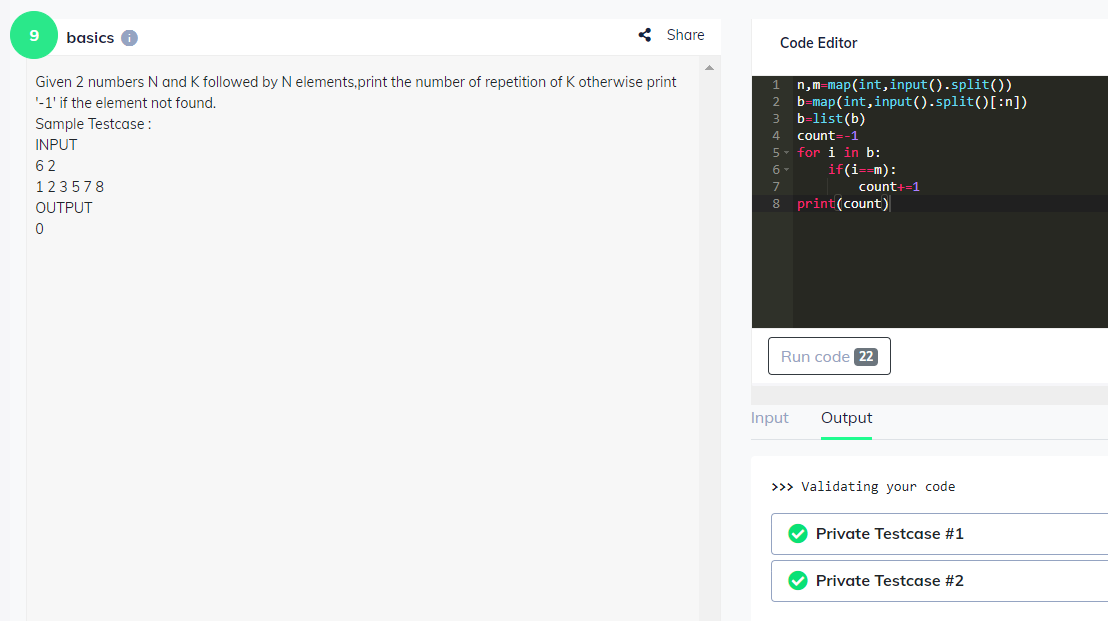 9
basics i
Share
Given 2 numbers N and K followed by N elements,print the number of repetition of K otherwise print
'-1' if the element not found.
Sample Testcase :
INPUT
6 2
1 2 3 5 7 8
OUTPUT
0
Code Editor
1 n,m=map(int,input().split())
2 b=map(int,input().split()[:n])
3 b=list(b)
4 count=-1
5 for i in b:
6 if(i==m):
7 count+=1
8 print(count)
Run code 22
Input Output
>>> Validating your code
Private Testcase #1
Private Testcase #2